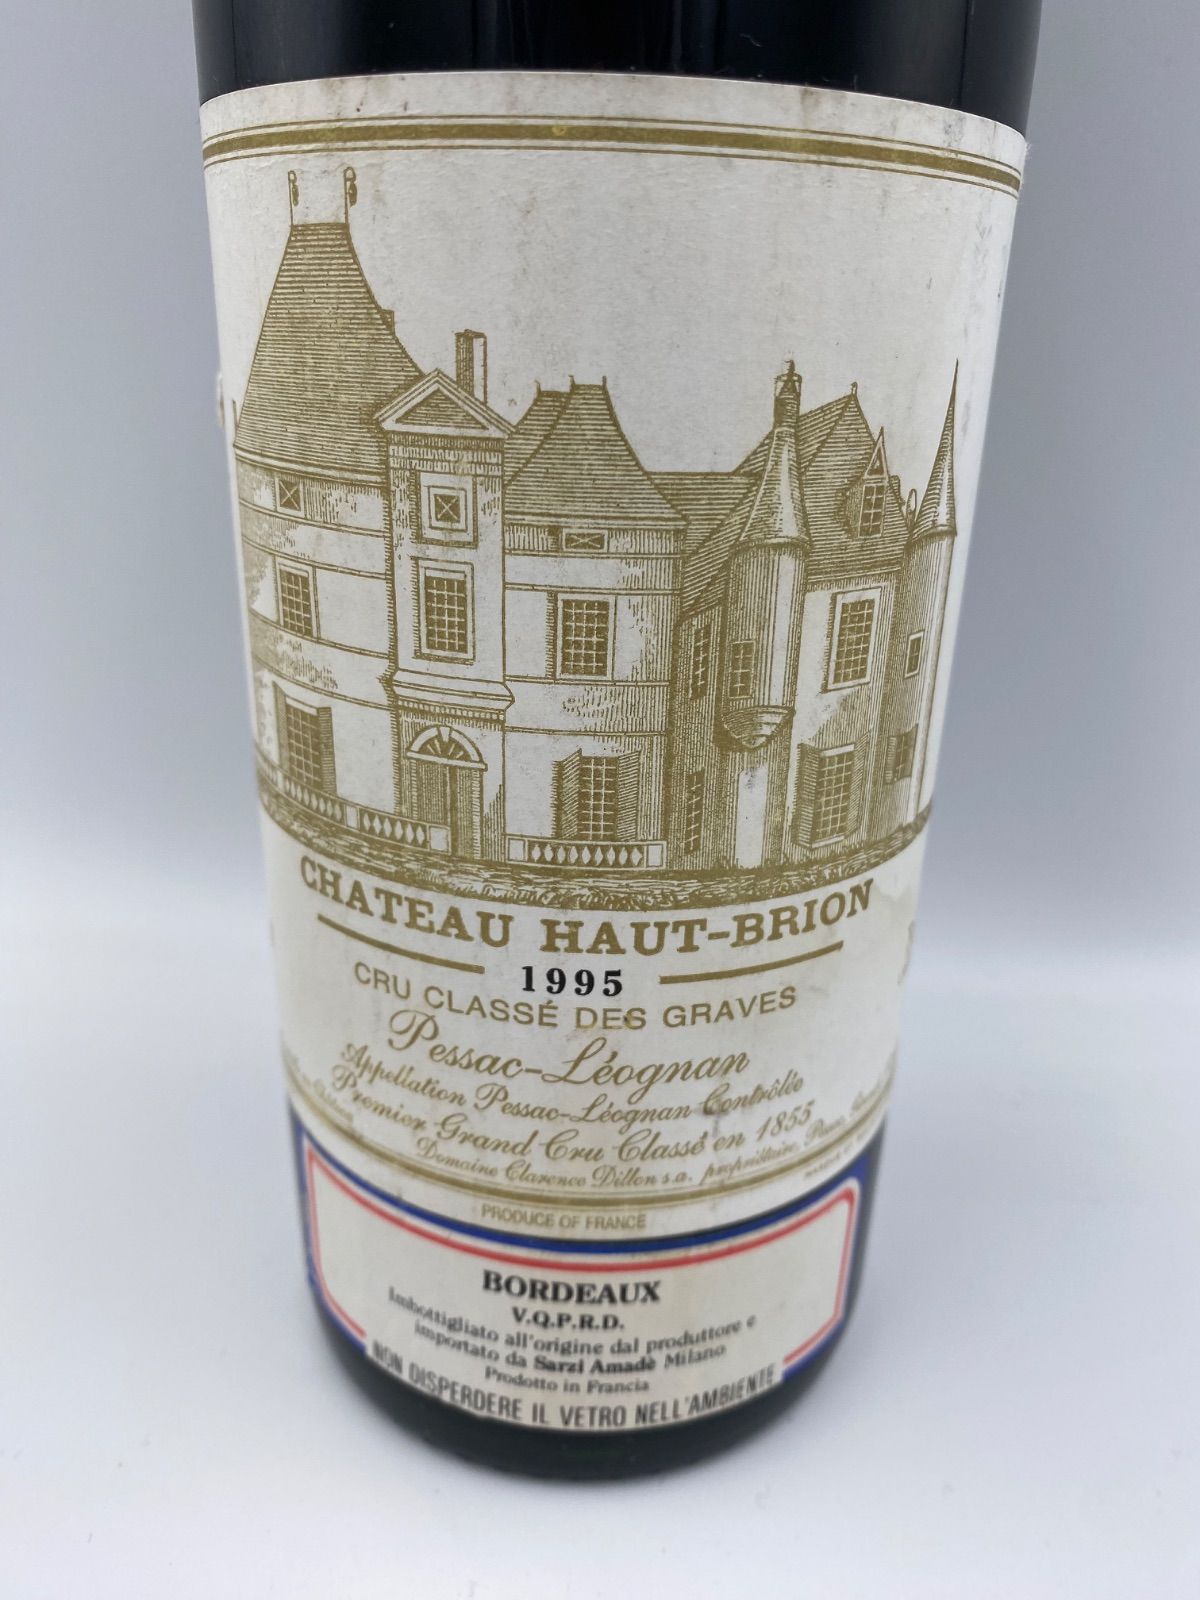 CHATEAU HAUT-BRION
1995
CRU CLASSÉ DES GRAVES
Pessac-Léognan
Appellation Pessac-Léognan Contrôlée
Premier Grand Cru Classé en 1855
Domaine Clarence Dillon s.a. propriétaire,
PRODUCE OF FRANCE
BORDEAUX
V.Q.P.R.D.
Imbottigliato all'origine dal produttore e
importato da Sarzi Amadè Milano
Prodotto in Francia
NON DISPERDERE IL VETRO NELL'AMBIENTE